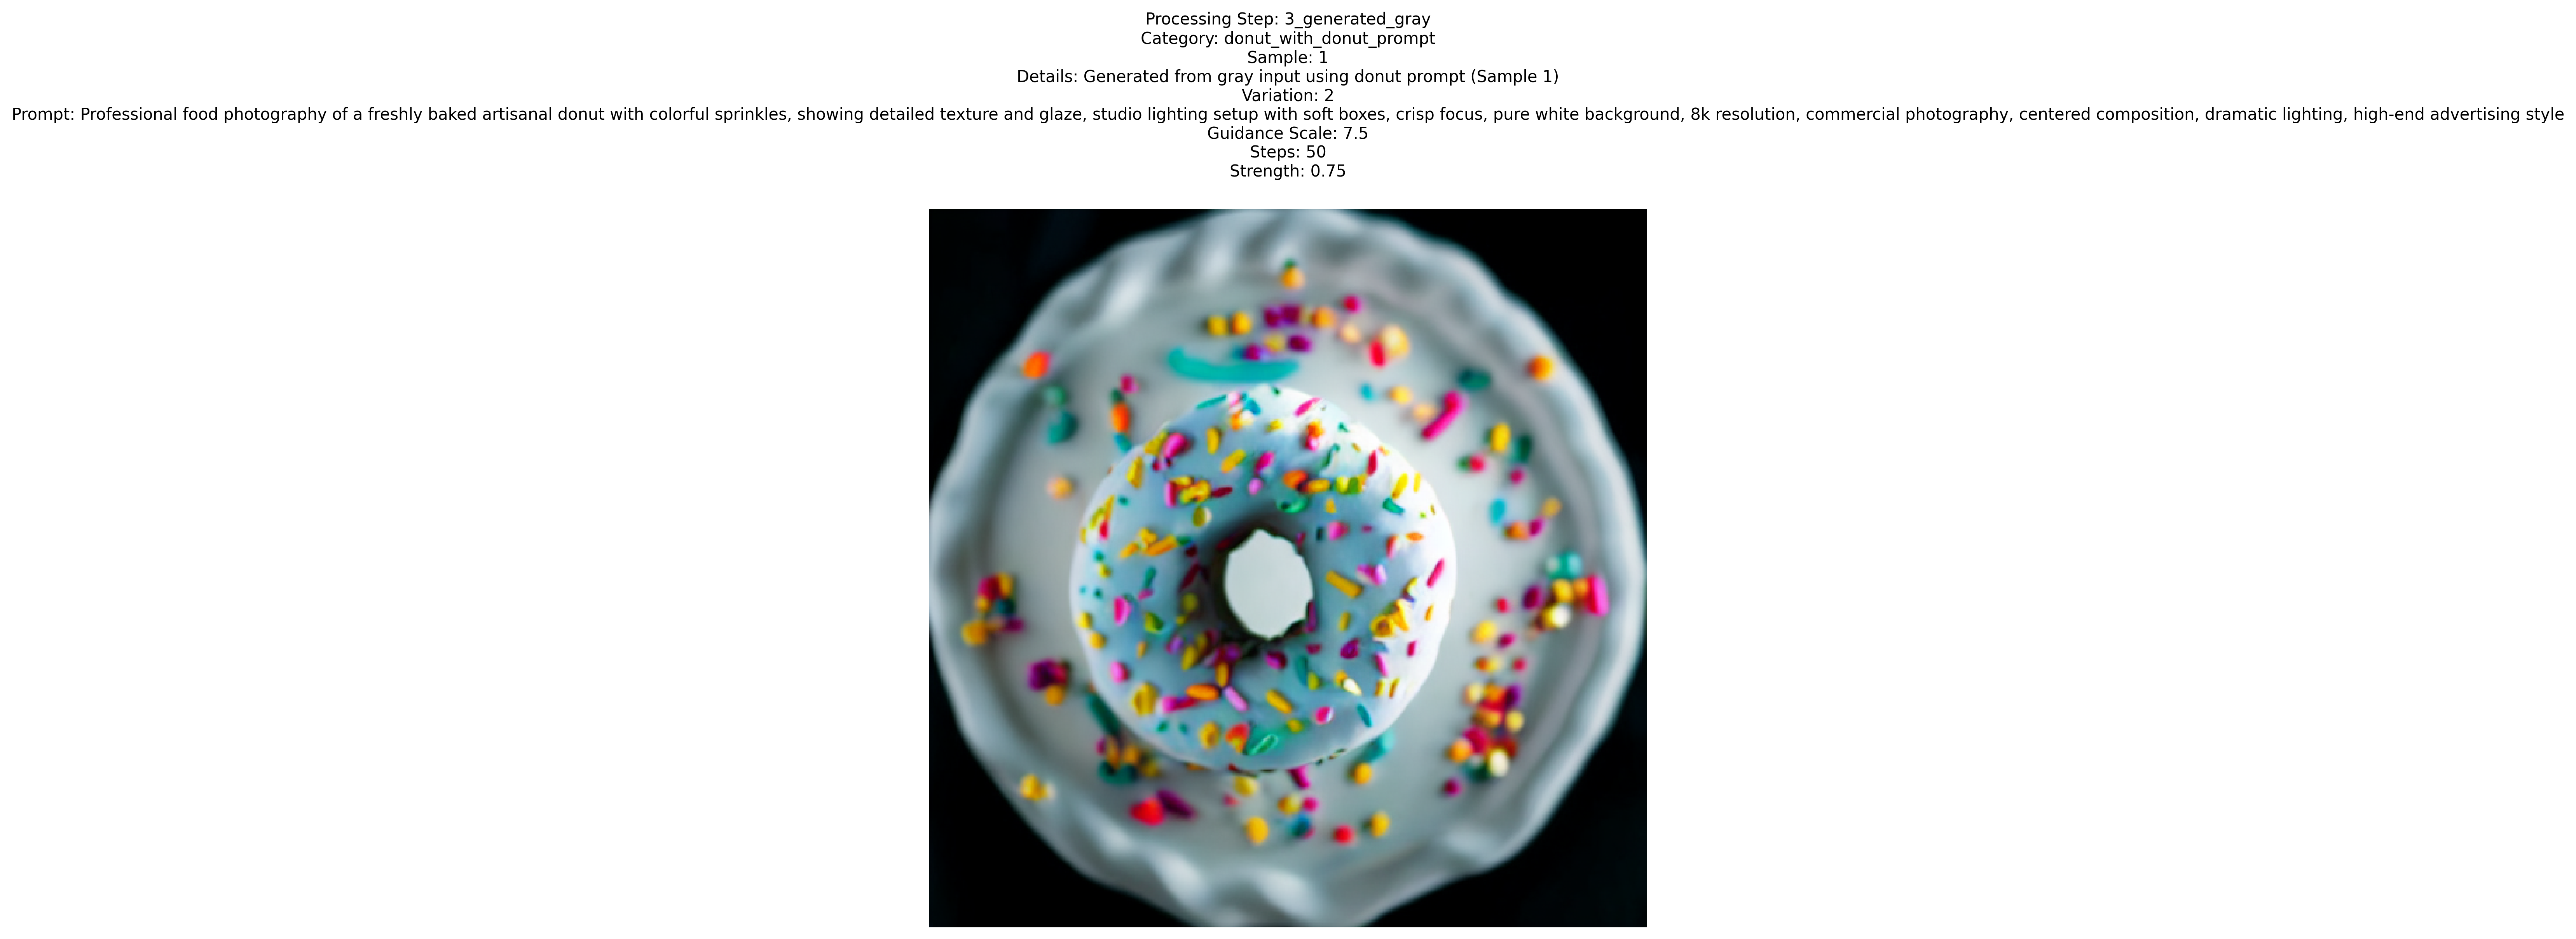 Processing Step: 3_generated_gray
Category: donut_with_donut_prompt
Sample: 1
Details: Generated from gray input using donut prompt (Sample 1)
Variation: 2
Prompt: Professional food photography of a freshly baked artisanal donut with colorful sprinkles, showing detailed texture and glaze, studio lighting setup with soft boxes, crisp focus, pure white background, 8k resolution, commercial photography, centered composition, dramatic lighting, high-end advertising style
Guidance Scale: 7.5
Steps: 50
Strength: 0.75